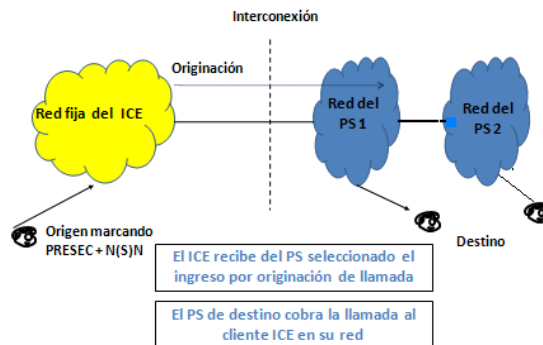 Interconexión
Originación
Red fija del ICE
Red del
PS 1
Red del
PS 2
Origen marcando
PRESEC + N(S)N
Destino
El ICE recibe del PS seleccionado el
ingreso por originación de llamada
El PS de destino cobra la llamada al
cliente ICE en su red